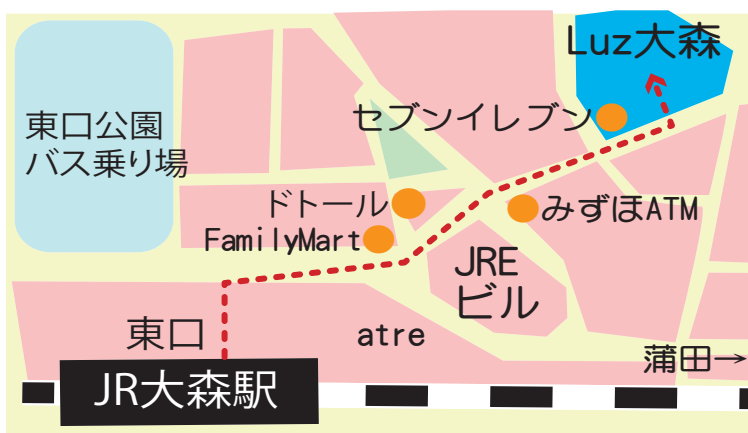 Luz大森
セブンイレブン
東口公園
バス乗り場
ドトール
みずほATM
FamilyMart
JRE
ビル
東口
atre
蒲田→
JR大森駅